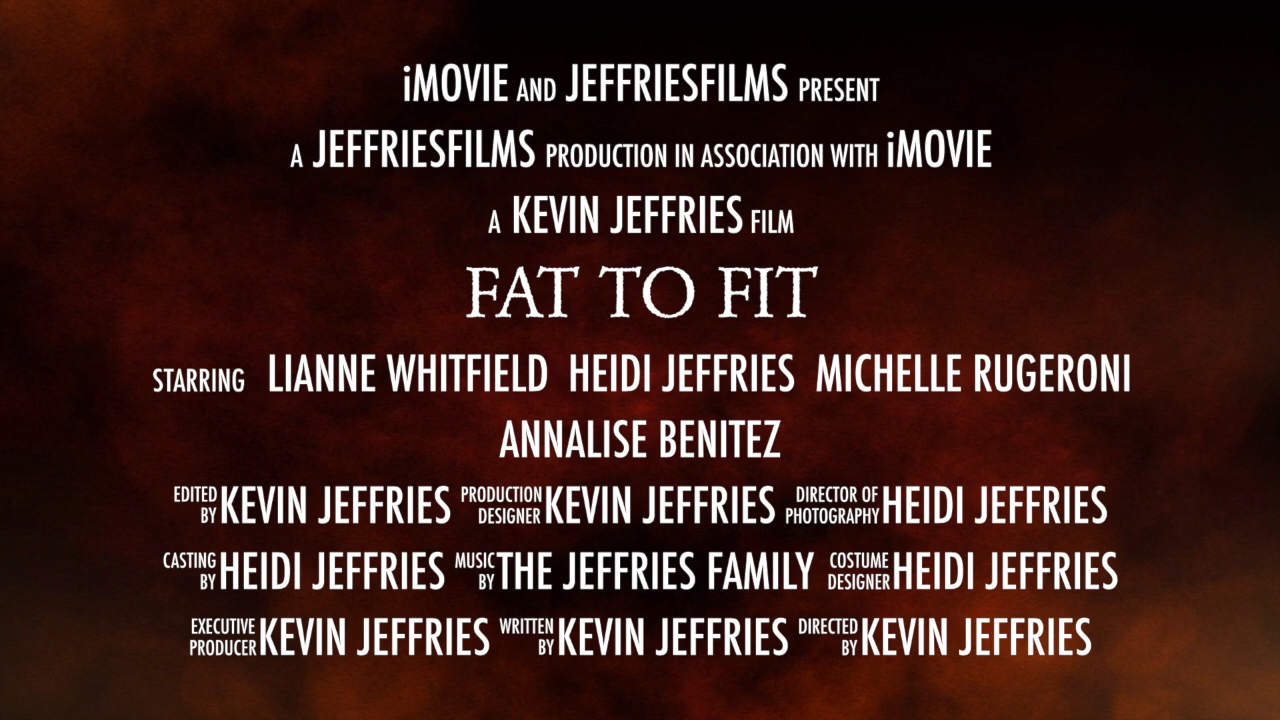 iMOVIE AND JEFFRIESFILMS PRESENT
A JEFFRIESFILMS PRODUCTION IN ASSOCIATION WITH iMOVIE
A KEVIN JEFFRIES FILM
FAT TO FIT
STARRING LIANNE WHITFIELD HEIDI JEFFRIES MICHELLE RUGERONI
ANNALISE BENITEZ
EDITED BY KEVIN JEFFRIES PRODUCTION DESIGNER KEVIN JEFFRIES DIRECTOR OF PHOTOGRAPHY HEIDI JEFFRIES
CASTING BY HEIDI JEFFRIES MUSIC BY THE JEFFRIES FAMILY COSTUME DESIGNER HEIDI JEFFRIES
EXECUTIVE PRODUCER KEVIN JEFFRIES WRITTEN BY KEVIN JEFFRIES DIRECTED BY KEVIN JEFFRIES